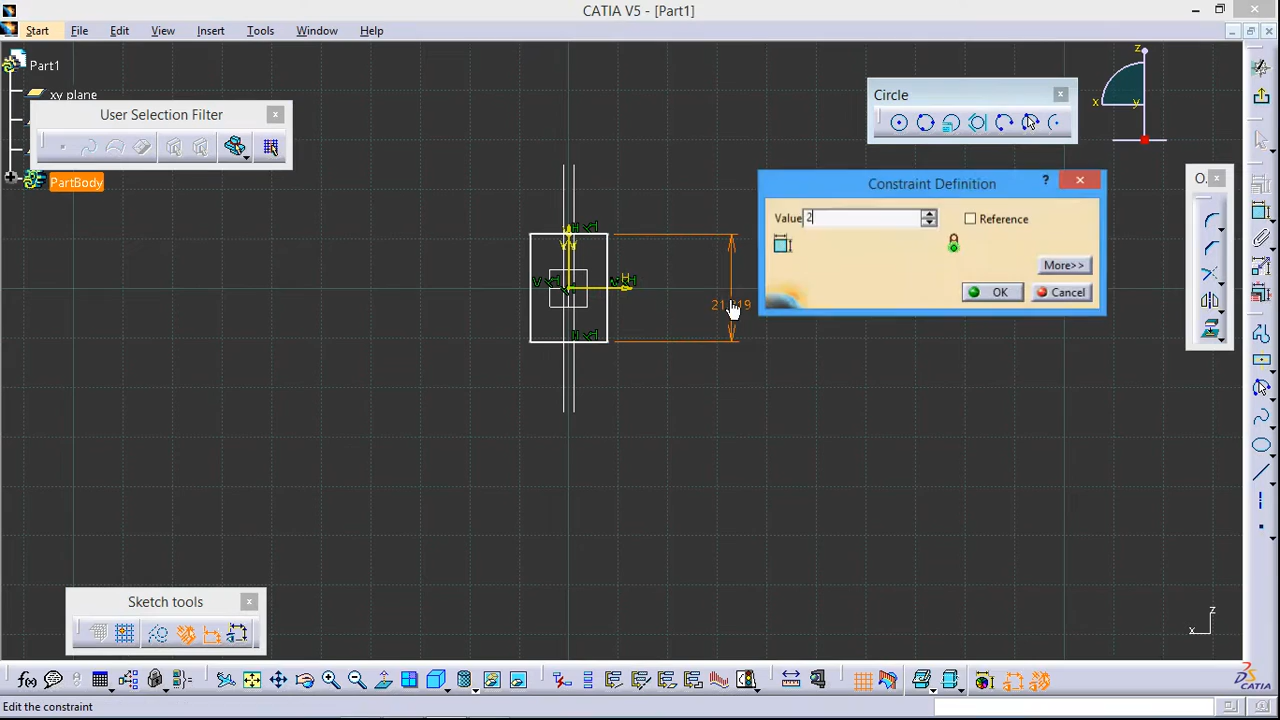 CATIA V5 - [Part1]
Start File Edit View Insert Tools Window Help
Part1
xy plane
User Selection Filter
PartBody
Circle
z
x
y
O..
Constraint Definition
?
Value 2
Reference
More>>
OK
Cancel
H
V
Sketch tools
z
x
f(x)
Edit the constraint